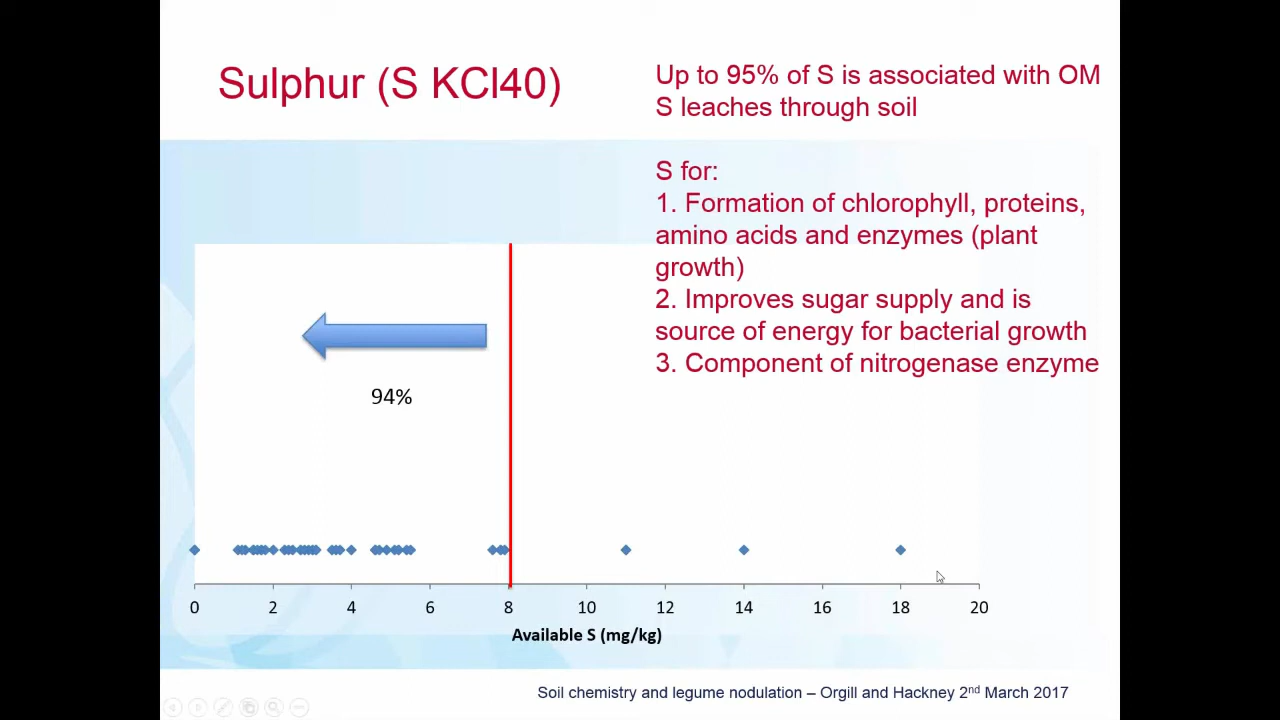 Sulphur (S KCl40)
Up to 95% of S is associated with OM
S leaches through soil
S for:
1. Formation of chlorophyll, proteins,
amino acids and enzymes (plant
growth)
2. Improves sugar supply and is
source of energy for bacterial growth
3. Component of nitrogenase enzyme
94%
0 2 4 6 8 10 12 14 16 18 20
Available S (mg/kg)
Soil chemistry and legume nodulation – Orgill and Hackney 2nd March 2017